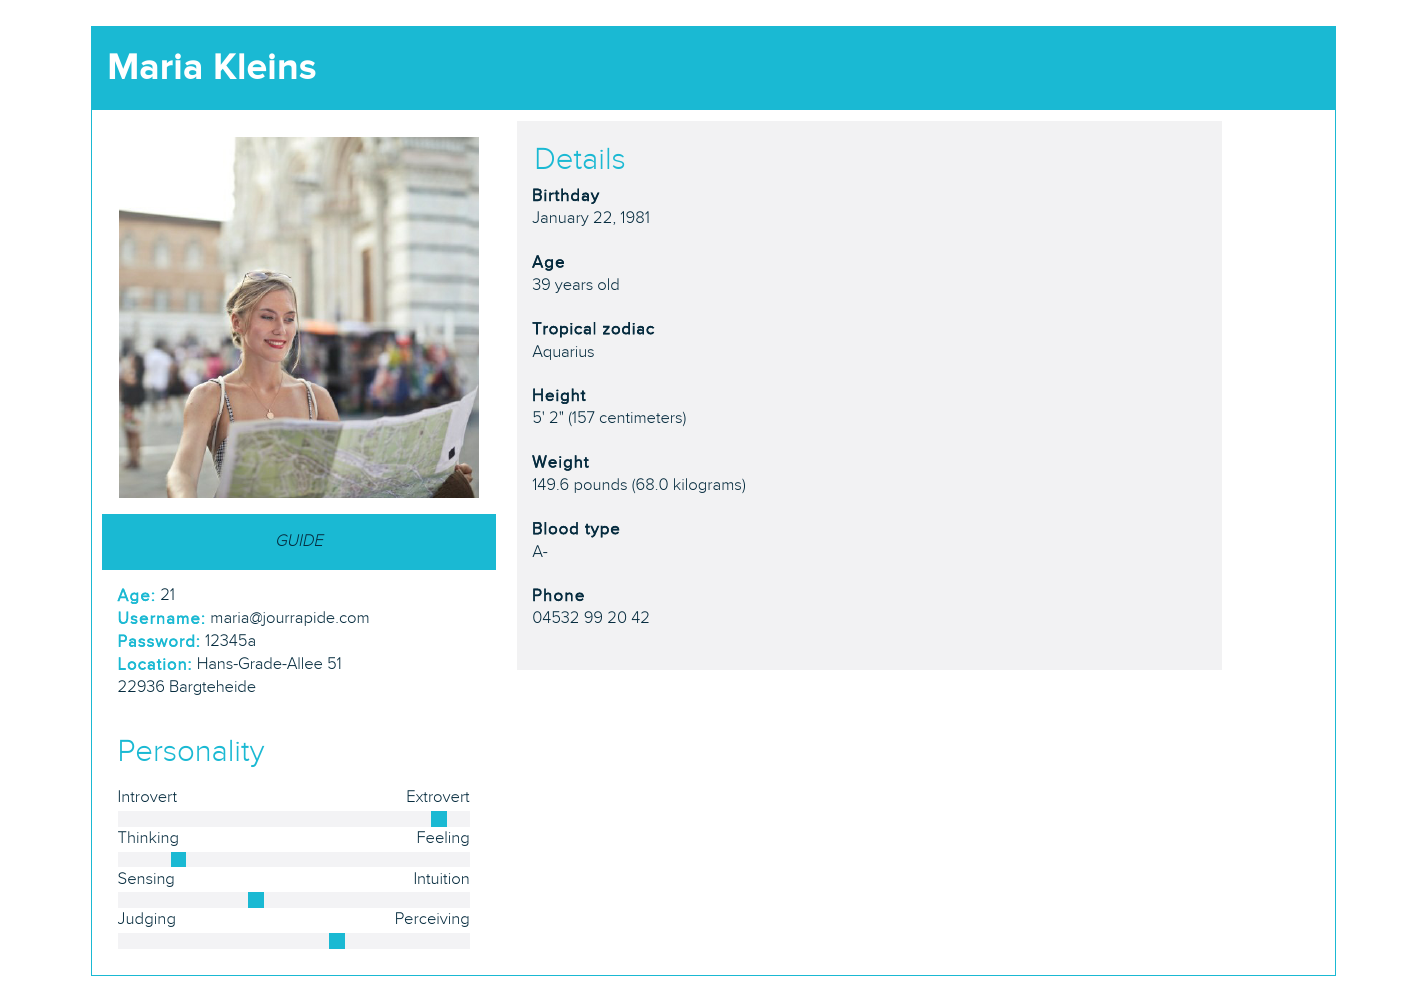 Maria Kleins
GUIDE
Age: 21
Username: maria@jourrapide.com
Password: 12345a
Location: Hans-Grade-Allee 51
22936 Bargteheide
Personality
Introvert Extrovert
Thinking Feeling
Sensing Intuition
Judging Perceiving
Details
Birthday
January 22, 1981
Age
39 years old
Tropical zodiac
Aquarius
Height
5' 2" (157 centimeters)
Weight
149.6 pounds (68.0 kilograms)
Blood type
A-
Phone
04532 99 20 42